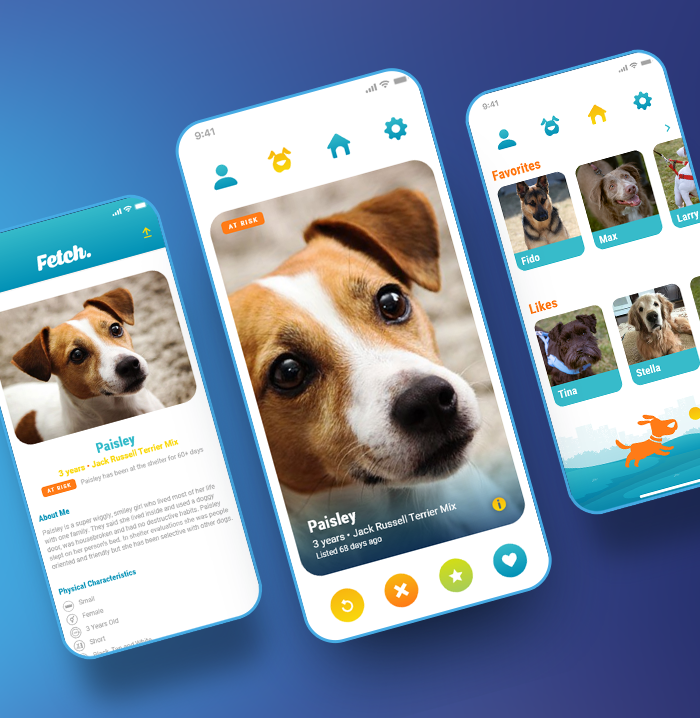 Fetch.
Paisley
3 years • Jack Russell Terrier Mix
AT RISK Paisley has been at the shelter for 60+ days
About Me
Paisley is a super wiggly, smiley girl who lived most of her life
with one family. They said she lived inside and used a doggy
door, was housebroken and had no destructive habits. Paisley
slept on her person's bed. In shelter evaluations she was people
oriented and friendly but she has been selective with other dogs.
Physical Characteristics
Small
Female
3 Years Old
Short
Black, Tan and White
9:41
AT RISK
Paisley
3 years • Jack Russell Terrier Mix
Listed 68 days ago
9:41
Favorites
Fido
Max
Larry
Likes
Tina
Stella